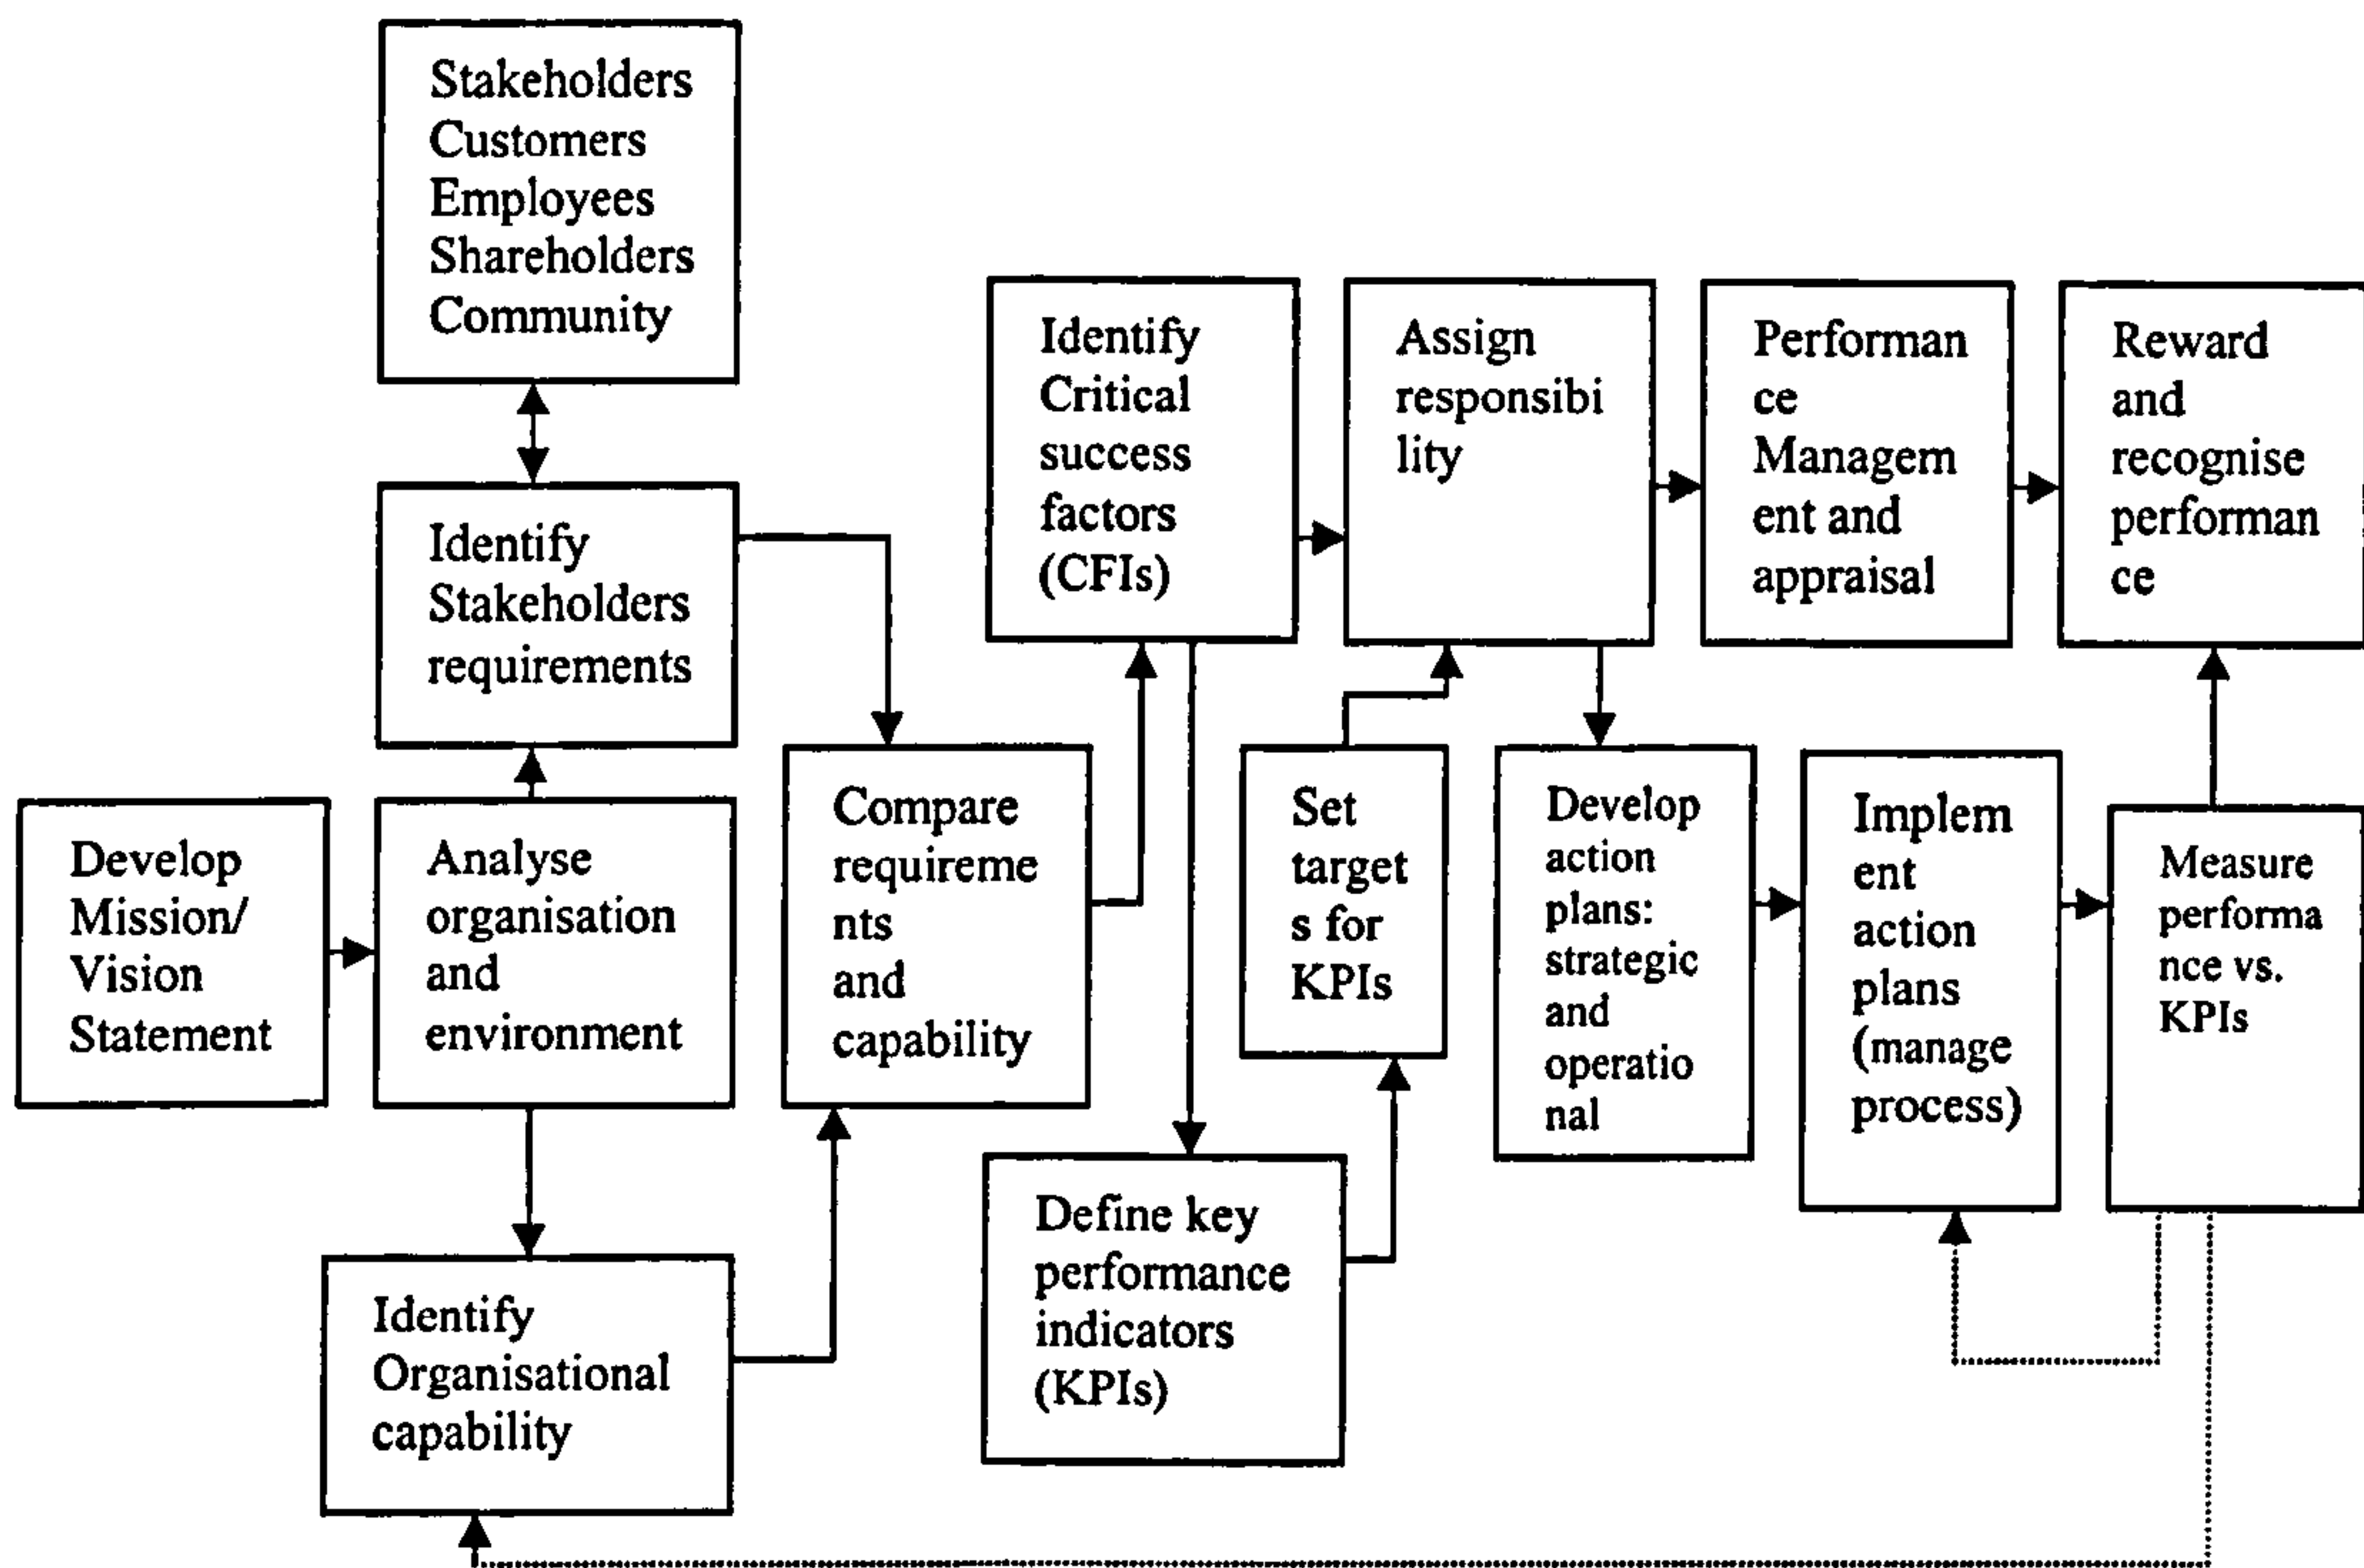 Stakeholders
Customers
Employees
Shareholders
Community
Identify
Stakeholders
requirements
Develop
Mission/
Vision
Statement
Analyse
organisation
and
environment
Identify
Organisational
capability
Compare
requireme
nts
and
capability
Identify
Critical
success
factors
(CFIs)
Define key
performance
indicators
(KPIs)
Set
target
s for
KPIs
Assign
responsibi
lity
Develop
action
plans:
strategic
and
operatio
nal
Performan
ce
Managem
ent and
appraisal
Implem
ent
action
plans
(manage
process)
Reward
and
recognise
performan
ce
Measure
performa
nce vs.
KPIs